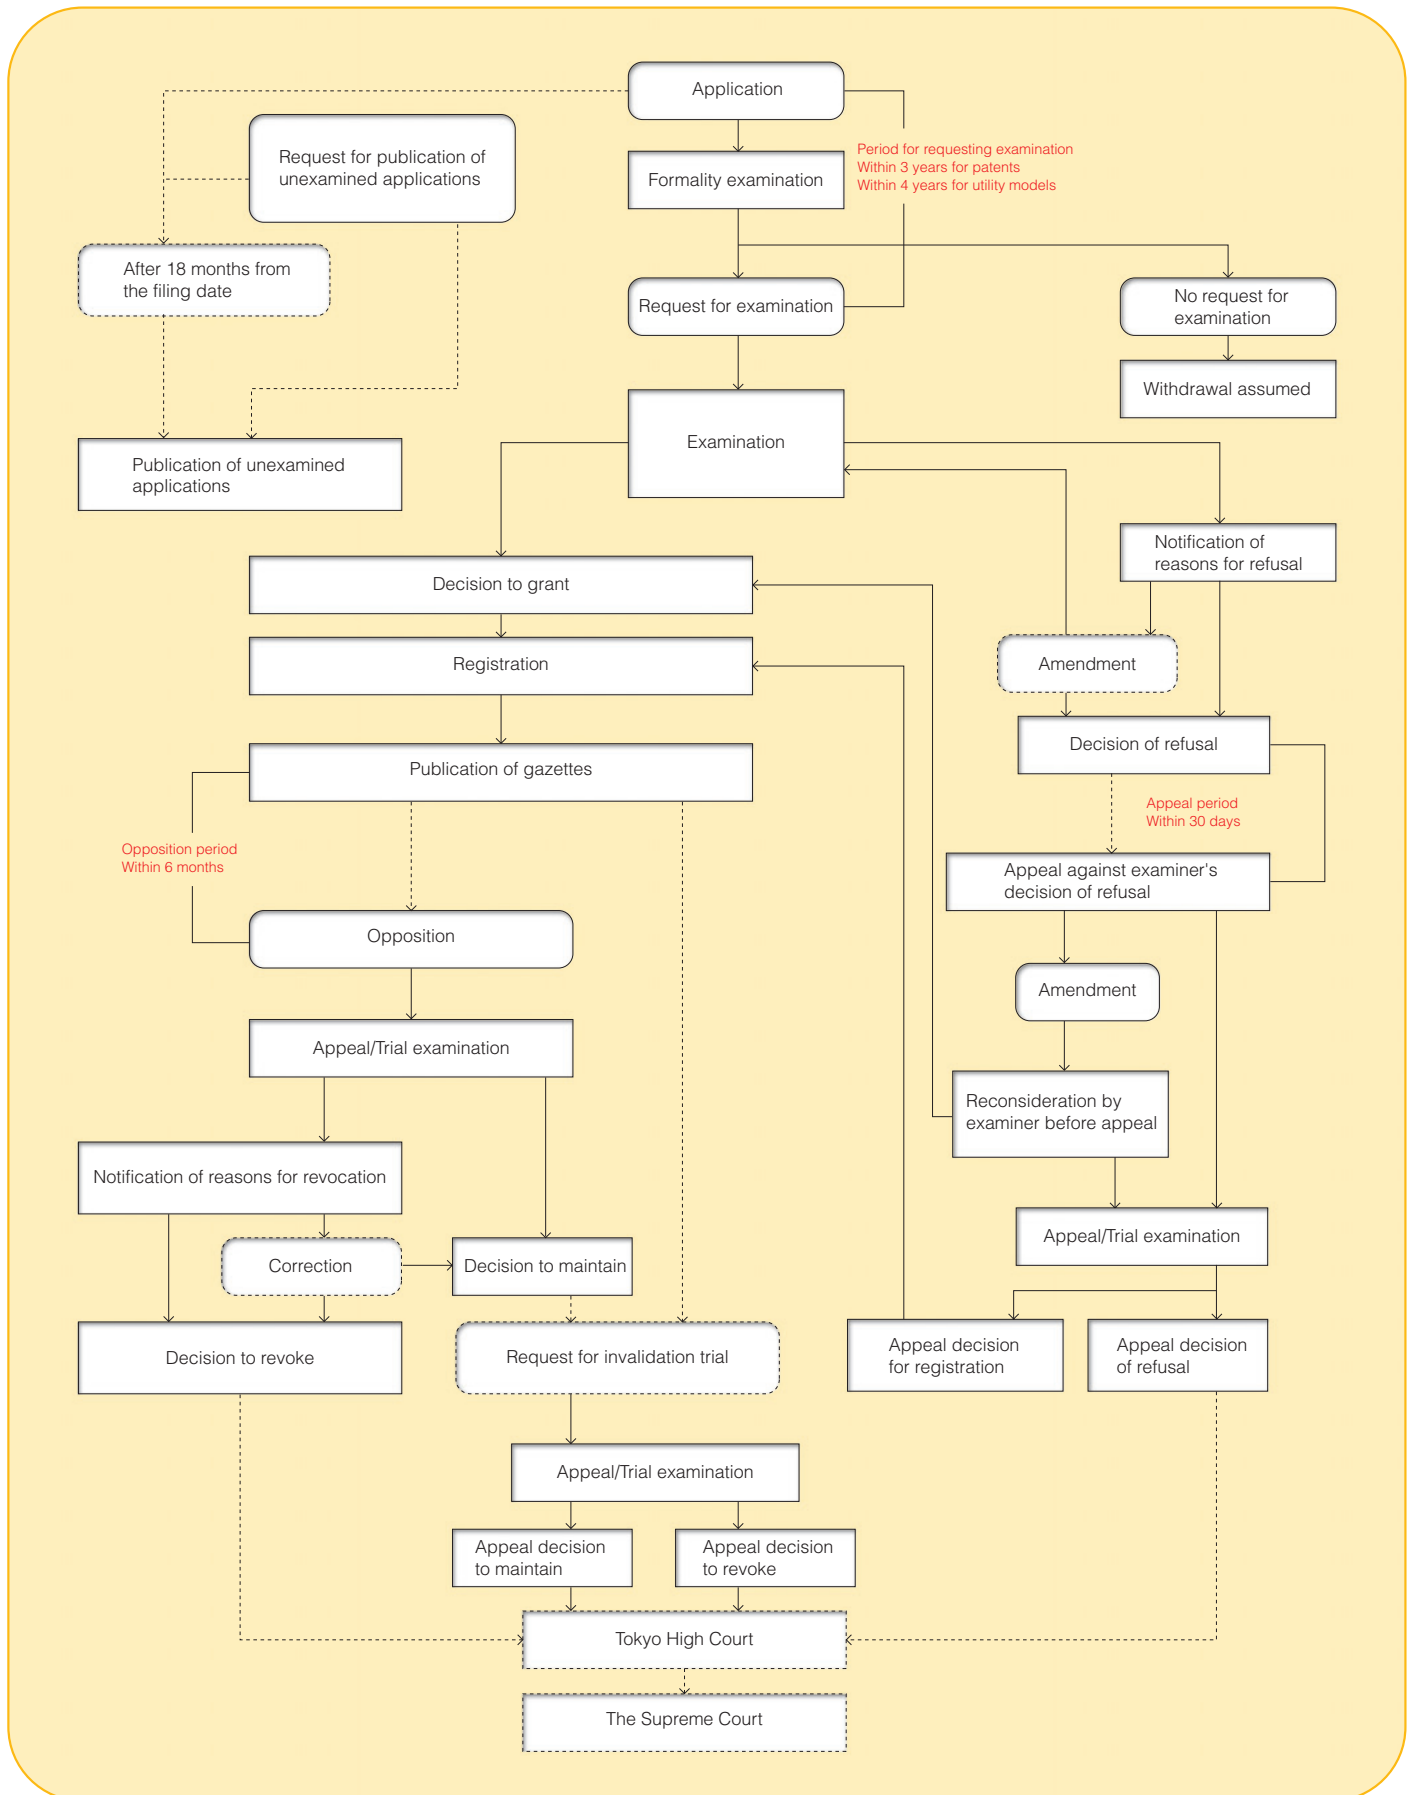 Application
Period for requesting examination
Within 3 years for patents
Within 4 years for utility models
Request for publication of
unexamined applications
Formality examination
After 18 months from
the filing date
Request for examination
No request for
examination
Withdrawal assumed
Examination
Publication of unexamined
applications
Notification of
reasons for refusal
Decision to grant
Registration
Amendment
Decision of refusal
Publication of gazettes
Appeal period
Within 30 days
Opposition period
Within 6 months
Appeal against examiner's
decision of refusal
Opposition
Amendment
Appeal/Trial examination
Reconsideration by
examiner before appeal
Notification of reasons for revocation
Appeal/Trial examination
Correction
Decision to maintain
Decision to revoke
Request for invalidation trial
Appeal decision
for registration
Appeal decision
of refusal
Appeal/Trial examination
Appeal decision
to maintain
Appeal decision
to revoke
Tokyo High Court
The Supreme Court